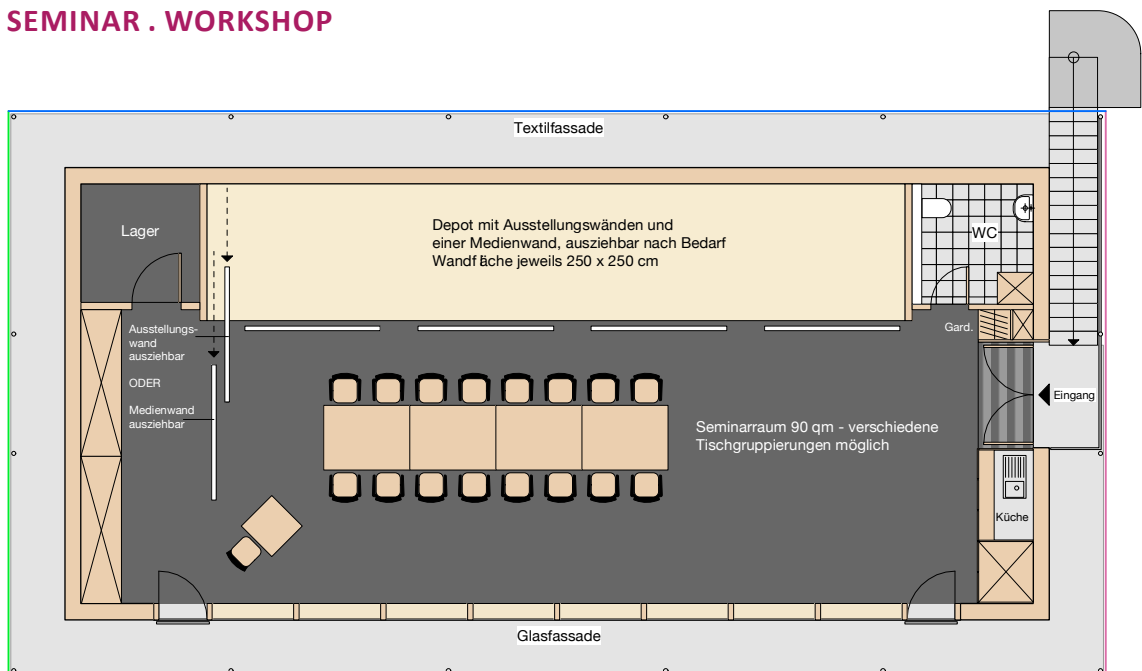 SEMINAR . WORKSHOP
Textilfassade
Lager
Depot mit Ausstellungswänden und
einer Medienwand, ausziehbar nach Bedarf
Wandfläche jeweils 250 x 250 cm
WC
Ausstellungs-
wand
ausziehbar
ODER
Medienwand
ausziehbar
Gard.
Eingang
Seminarraum 90 qm - verschiedene
Tischgruppierungen möglich
Küche
Glasfassade